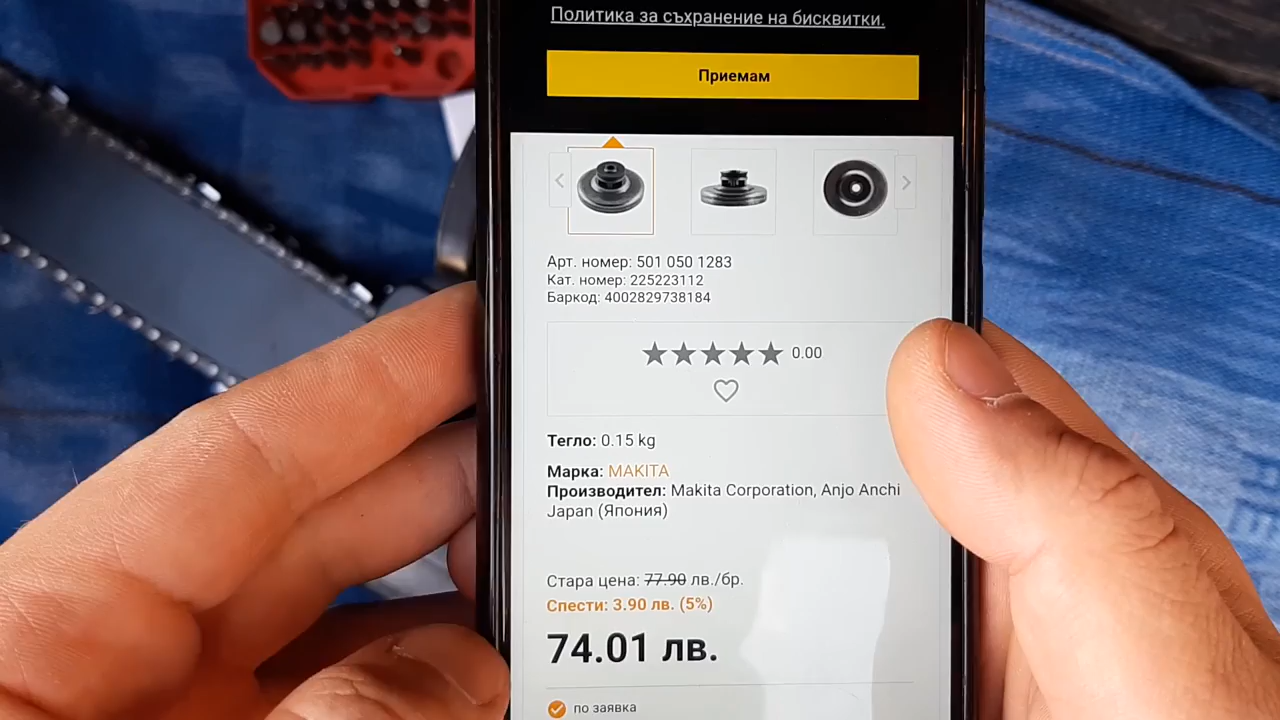 Политика за съхранение на бисквитки.
Приемам
Арт. номер: 501 050 1283
Кат. номер: 225223112
Баркод: 4002829738184
0.00
Тегло: 0.15 kg
Марка: MAKITA
Производител: Makita Corporation, Anjo Anchi
Japan (Япония)
Стара цена: 77.90 лв./бр.
Спести: 3.90 лв. (5%)
74.01 лв.
по заявка